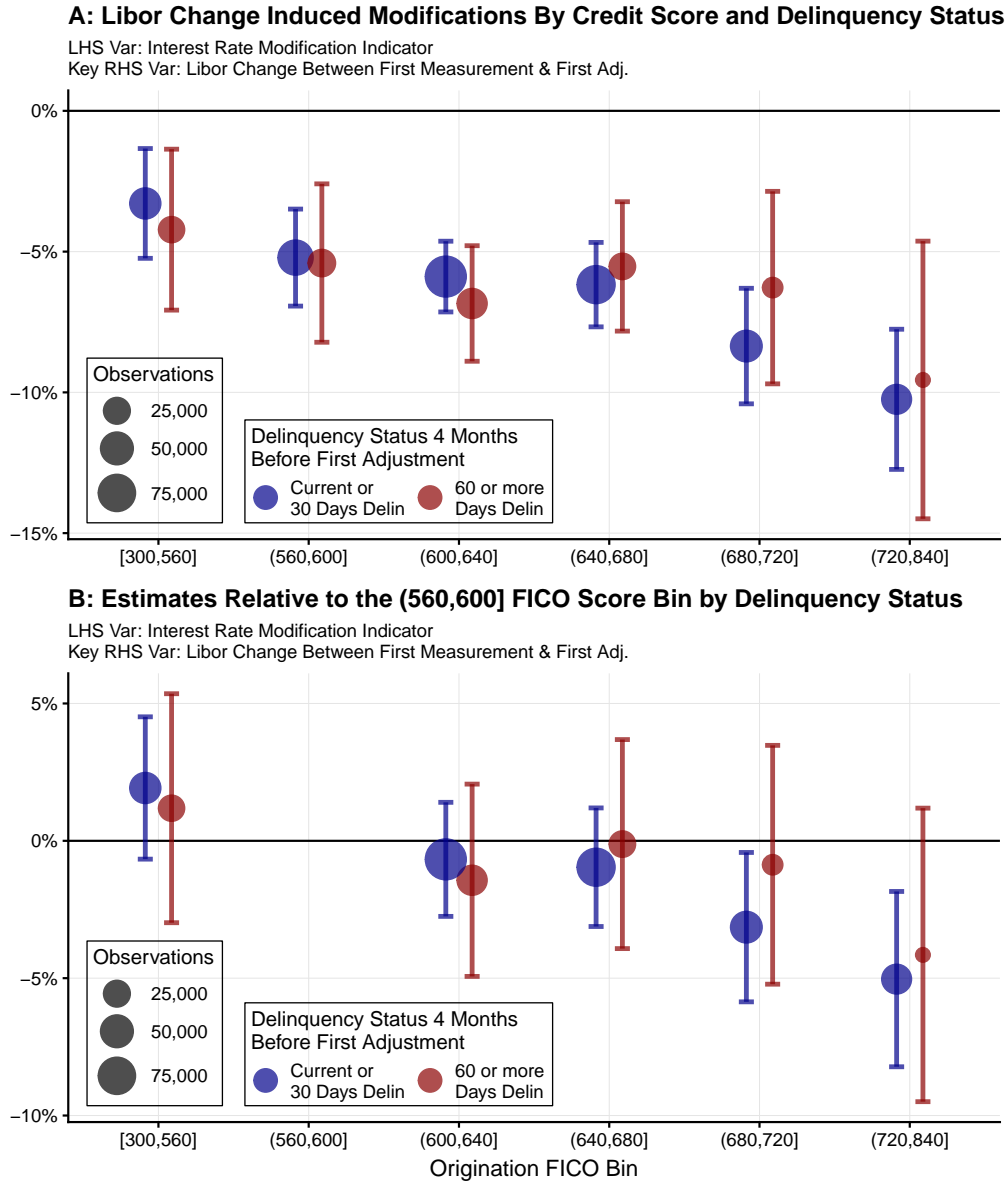 A: Libor Change Induced Modifications By Credit Score and Delinquency Status
LHS Var: Interest Rate Modification Indicator
Key RHS Var: Libor Change Between First Measurement & First Adj.
0%
−5%
−10%
−15%
Observations
25,000
50,000
75,000
Delinquency Status 4 Months
Before First Adjustment
Current or
30 Days Delin
60 or more
Days Delin
[300,560]
(560,600]
(600,640]
(640,680]
(680,720]
(720,840]
B: Estimates Relative to the (560,600] FICO Score Bin by Delinquency Status
LHS Var: Interest Rate Modification Indicator
Key RHS Var: Libor Change Between First Measurement & First Adj.
5%
0%
−5%
−10%
Observations
25,000
50,000
75,000
Delinquency Status 4 Months
Before First Adjustment
Current or
30 Days Delin
60 or more
Days Delin
[300,560]
(560,600]
(600,640]
(640,680]
(680,720]
(720,840]
Origination FICO Bin